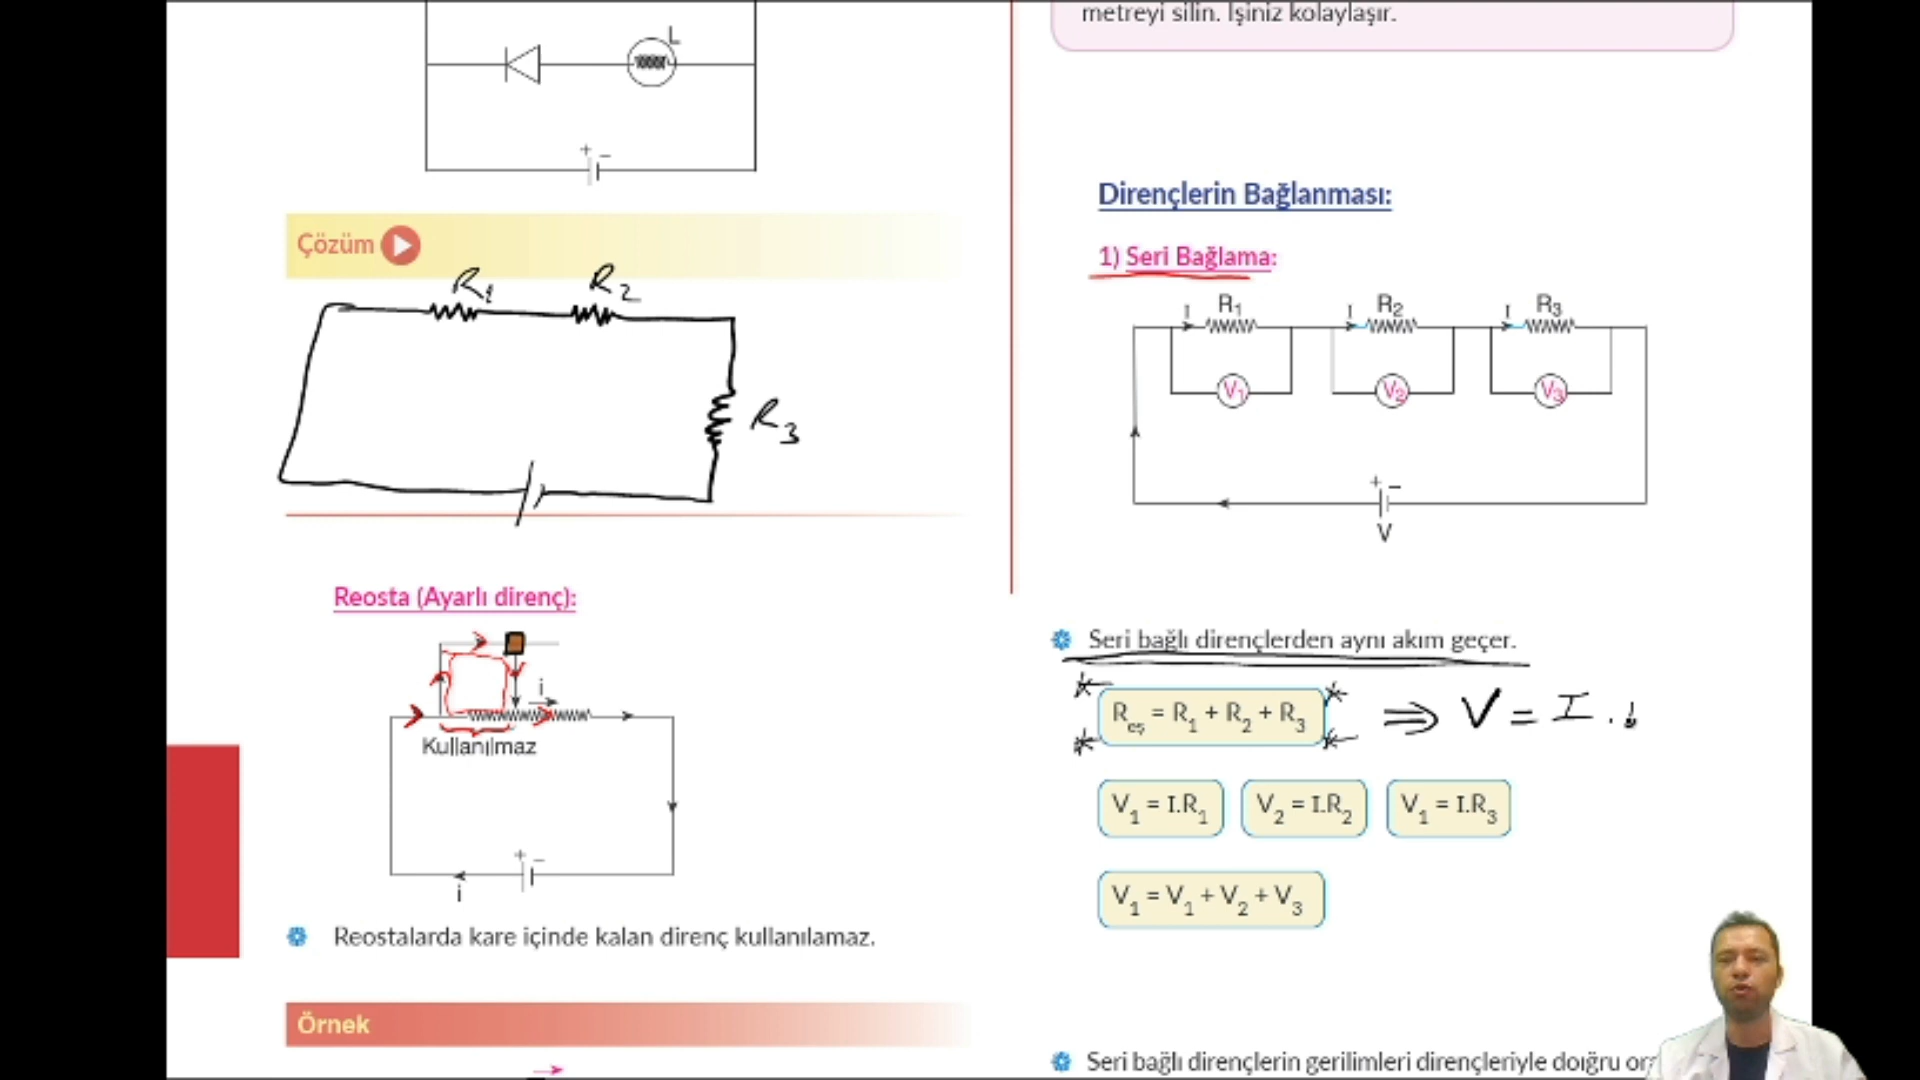 L
+ −
Çözüm
R1 R2
R3
Reosta (Ayarlı direnç):
i
Kullanılmaz
+ −
i
Reostalarda kare içinde kalan direnç kullanılamaz.
Örnek
metreyi silin. İşiniz kolaylaşır.
Dirençlerin Bağlanması:
1) Seri Bağlama:
I R1 I R2 I R3
V1 V2 V3
+ −
V
Seri bağlı dirençlerden aynı akım geçer.
Reş = R1 + R2 + R3 ⇒ V = I .
V1 = I.R1 V2 = I.R2 V1 = I.R3
V1 = V1 + V2 + V3
Seri bağlı dirençlerin gerilimleri dirençleriyle doığru